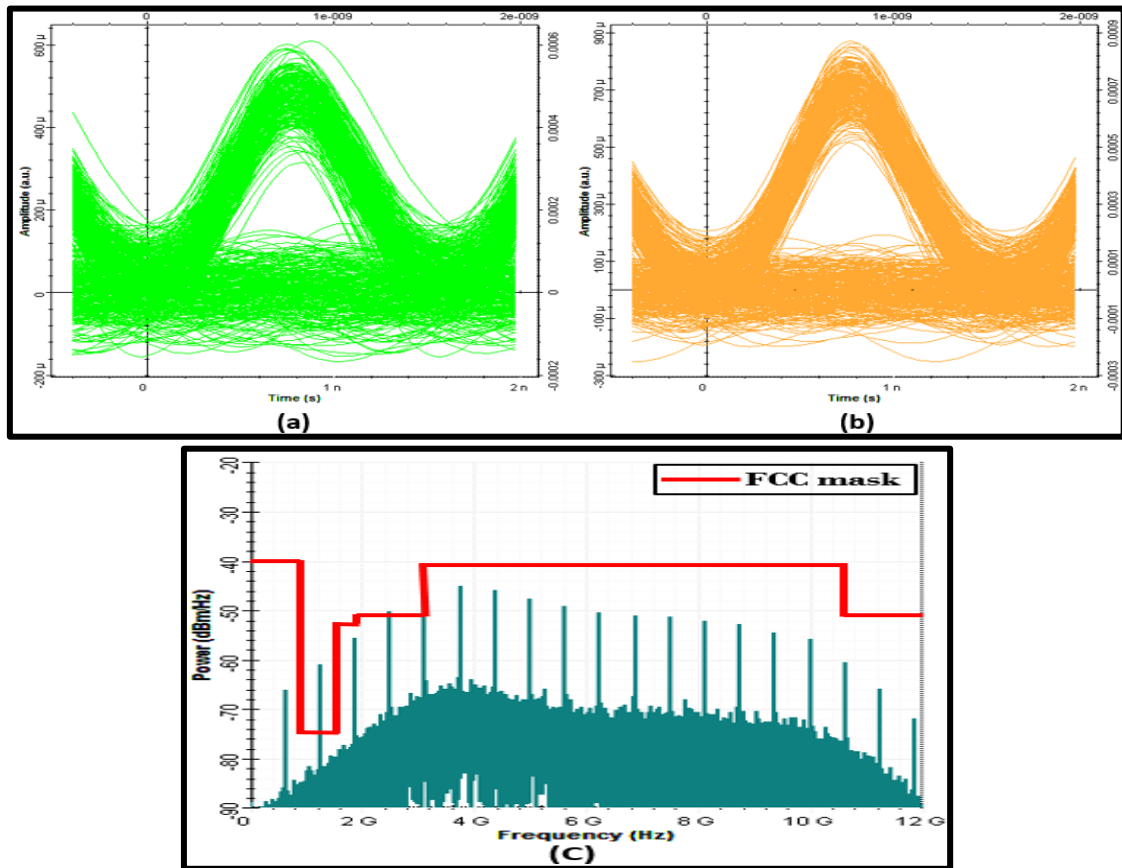 0 1e-009 2e-009
600 µ
400 µ
200 µ
0
-200 µ
Amplitude (a.u.)
0.0006
0.0004
0.0002
0
-0.0002
0 1 n 2 n
Time (s)
(a)
0 1e-009 2e-009
900 µ
700 µ
500 µ
300 µ
100 µ
-100 µ
-300 µ
Amplitude (a.u.)
0.0009
0.0007
0.0005
0.0003
0.0001
-0.0001
-0.0003
0 1 n 2 n
Time (s)
(b)
FCC mask
-20
-30
-40
-50
-60
-70
-80
-90
Power (dBm/Hz)
0 2 G 4 G 6 G 8 G 10 G 12 G
Frequency (Hz)
(C)